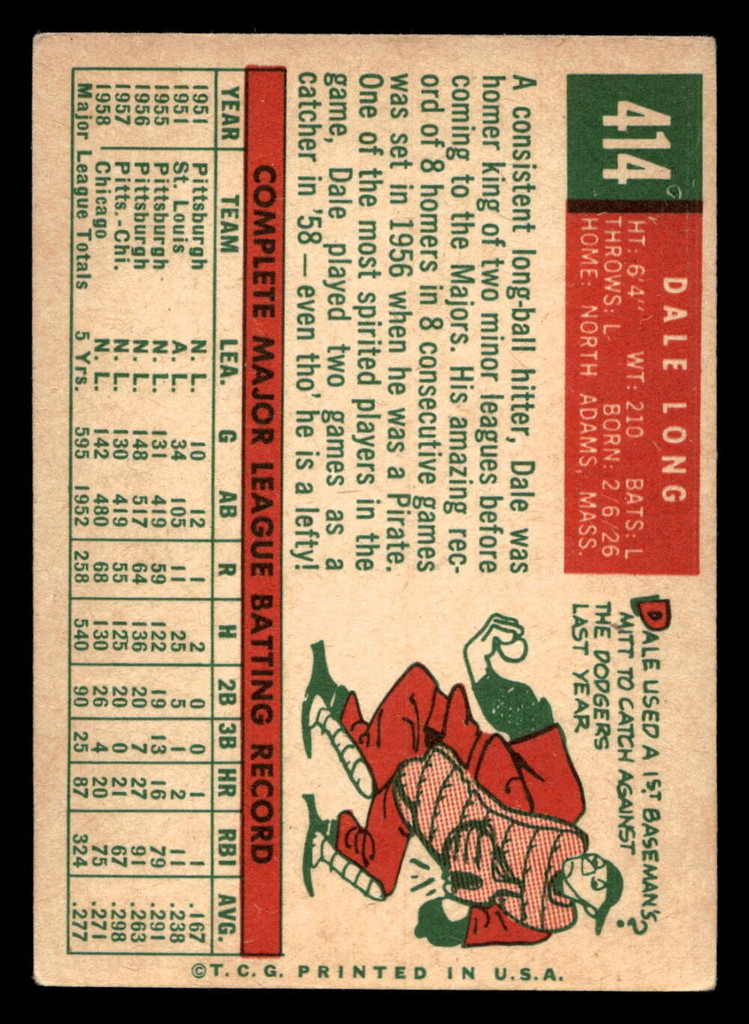 414
DALE LONG
HT: 6'4" WT: 210 BATS: L
THROWS: L BORN: 2/6/26
HOME: NORTH ADAMS, MASS.
A consistent long-ball hitter, Dale was
homer king of two minor leagues before
coming to the Majors. His amazing rec-
ord of 8 homers in 8 consecutive games
was set in 1956 when he was a Pirate.
One of the most spirited players in the
game, Dale played two games as a
catcher in '58—even tho' he is a lefty!
DALE USED A 1ST BASEMAN'S
MITT TO CATCH AGAINST
THE DODGERS
LAST YEAR
COMPLETE MAJOR LEAGUE BATTING RECORD
YEAR TEAM LEA. G AB R H 2B 3B HR RBI AVG.
1951 Pittsburgh N. L. 10 12 1 2 0 0 1 1 .167
1951 St. Louis A. L. 34 105 11 25 5 1 2 11 .238
1955 Pittsburgh N. L. 131 419 59 122 19 13 16 79 .291
1956 Pittsburgh N. L. 148 517 64 136 20 7 27 91 .263
1957 Pitts.-Chi. N. L. 130 419 55 125 20 0 21 67 .298
1958 Chicago N. L. 142 480 68 130 26 4 20 75 .271
Major League Totals 5 Yrs. 595 1952 258 540 90 25 87 324 .277
©T.C.G. PRINTED IN U.S.A.